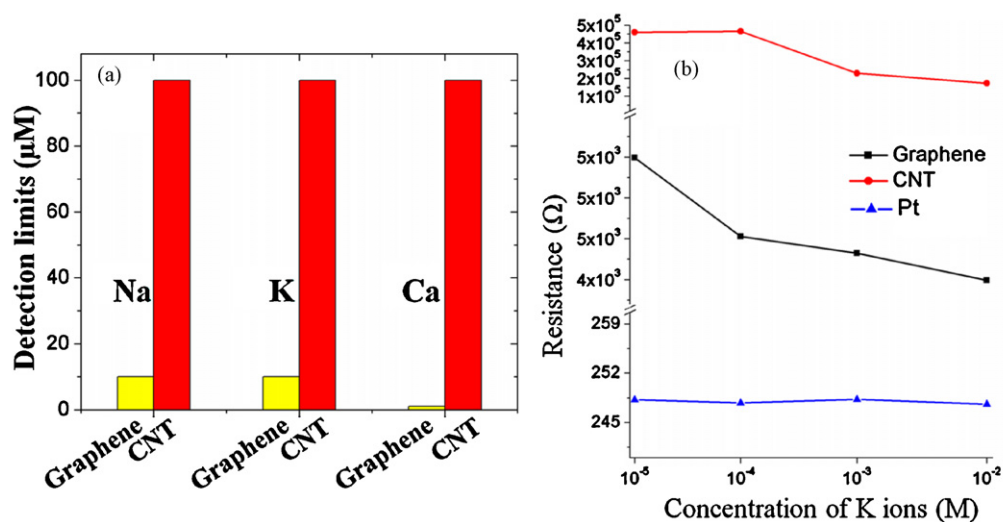 (a)
Detection limits (μM)
100
80
60
40
20
0
Na
K
Ca
Graphene
CNT
Graphene
CNT
Graphene
CNT
(b)
Resistance (Ω)
5x10⁵
4x10⁵
3x10⁵
2x10⁵
1x10⁵
5x10³
5x10³
5x10³
4x10³
259
252
245
Graphene
CNT
Pt
10⁻⁵
10⁻⁴
10⁻³
10⁻²
Concentration of K ions (M)